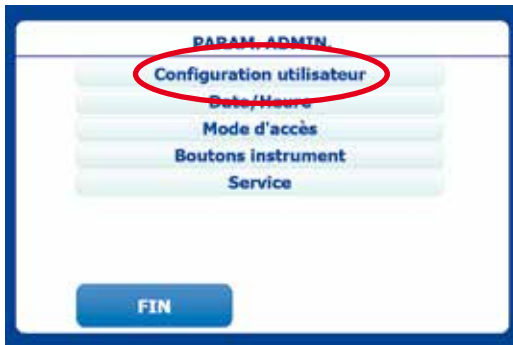 PARAM. ADMIN.
Configuration utilisateur
Date/Heure
Mode d'accès
Boutons instrument
Service
FIN